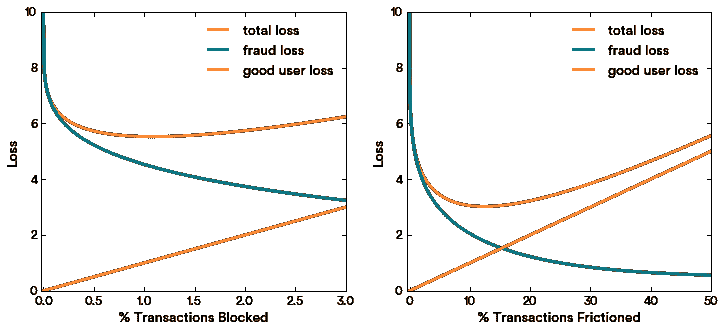 10
8
6
4
2
0
Loss
total loss
fraud loss
good user loss
0.0 0.5 1.0 1.5 2.0 2.5 3.0
% Transactions Blocked
10
8
6
4
2
0
Loss
total loss
fraud loss
good user loss
0 10 20 30 40 50
% Transactions Frictioned